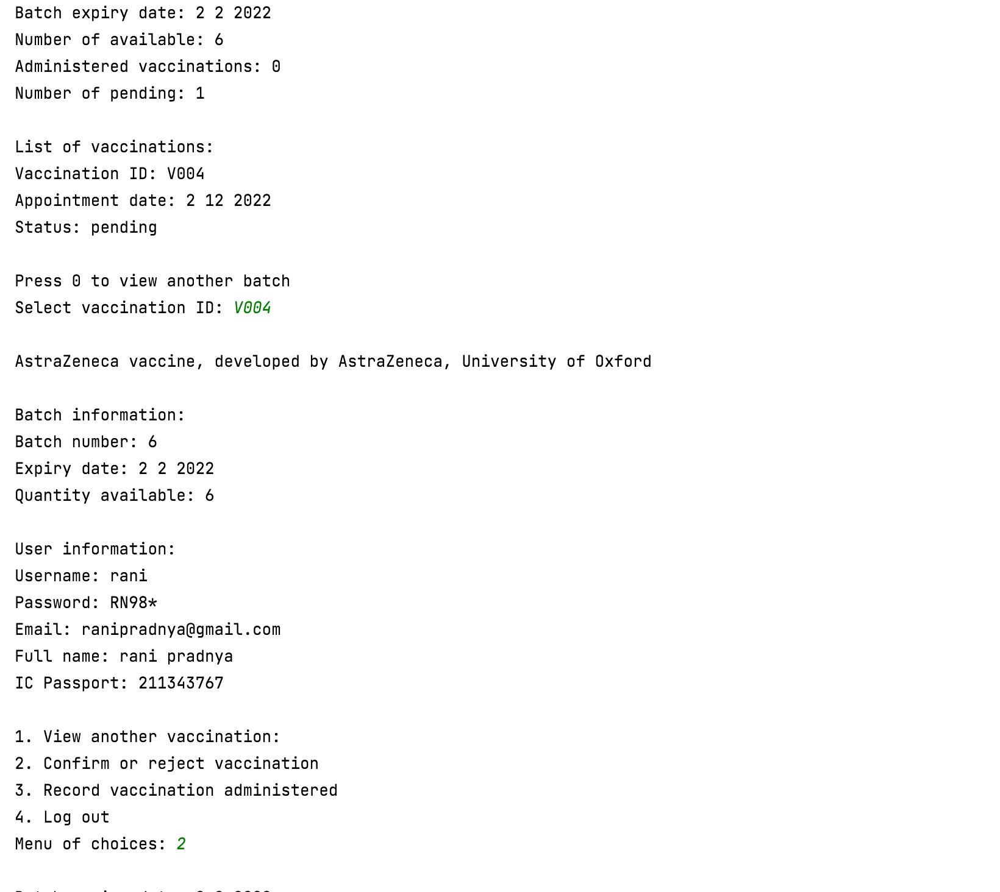 Batch expiry date: 2 2 2022
Number of available: 6
Administered vaccinations: 0
Number of pending: 1
List of vaccinations:
Vaccination ID: V004
Appointment date: 2 12 2022
Status: pending
Press 0 to view another batch
Select vaccination ID: V004
AstraZeneca vaccine, developed by AstraZeneca, University of Oxford
Batch information:
Batch number: 6
Expiry date: 2 2 2022
Quantity available: 6
User information:
Username: rani
Password: RN98*
Email: ranipradnya@gmail.com
Full name: rani pradnya
IC Passport: 211343767
1. View another vaccination:
2. Confirm or reject vaccination
3. Record vaccination administered
4. Log out
Menu of choices: 2